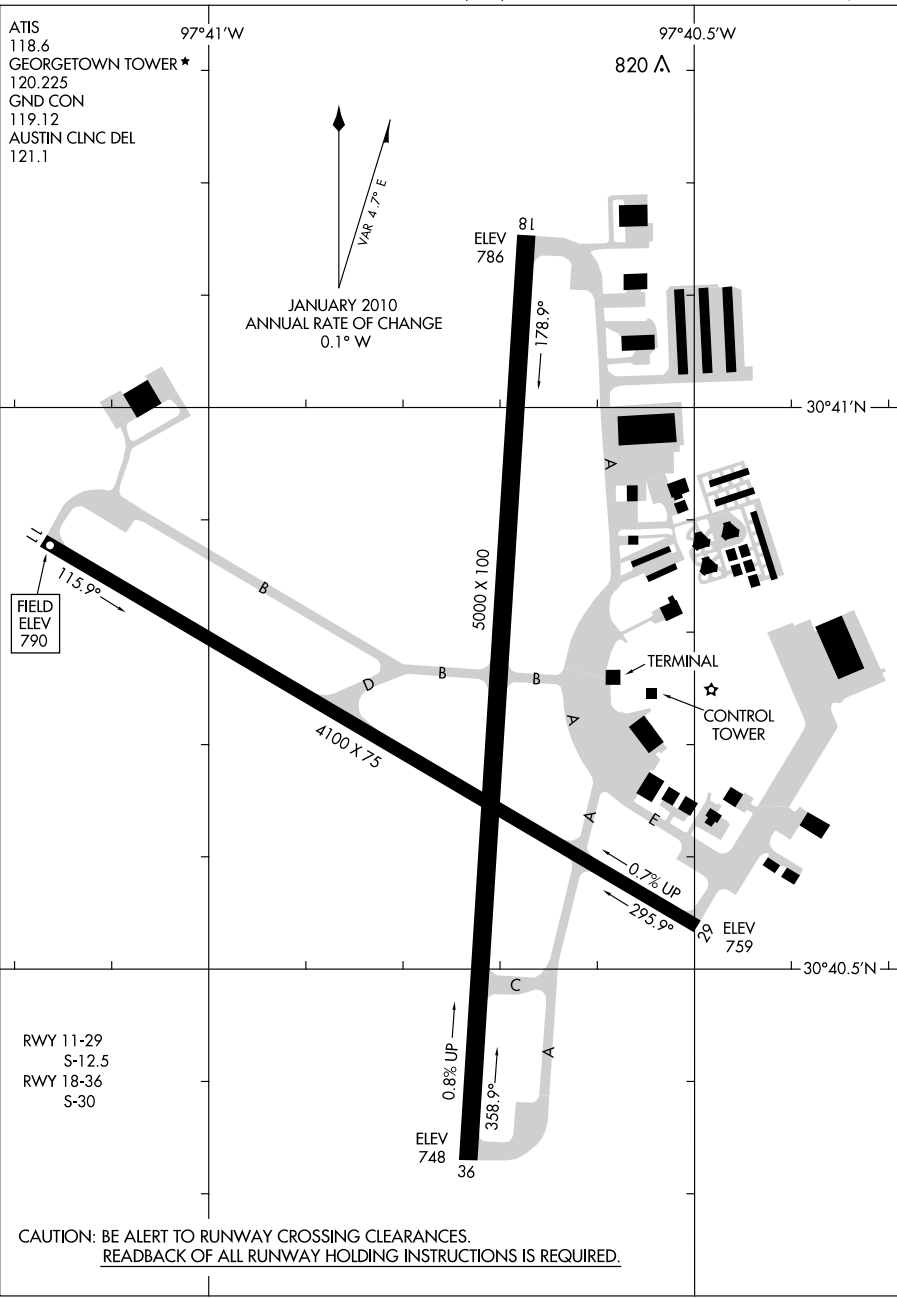 ATIS
118.6
GEORGETOWN TOWER★
120.225
GND CON
119.12
AUSTIN CLNC DEL
121.1
97°41'W
97°40.5'W
820
VAR 4.7° E
JANUARY 2010
ANNUAL RATE OF CHANGE
0.1° W
ELEV
786
18
178.9°
30°41'N
A
11
115.9°
FIELD
ELEV
790
B
5000 X 100
D
B
B
TERMINAL
CONTROL
TOWER
A
4100 X 75
A
E
0.7% UP
295.9°
29
ELEV
759
30°40.5'N
C
RWY 11-29
S-12.5
RWY 18-36
S-30
0.8% UP
358.9°
A
ELEV
748
36
CAUTION: BE ALERT TO RUNWAY CROSSING CLEARANCES.
READBACK OF ALL RUNWAY HOLDING INSTRUCTIONS IS REQUIRED.